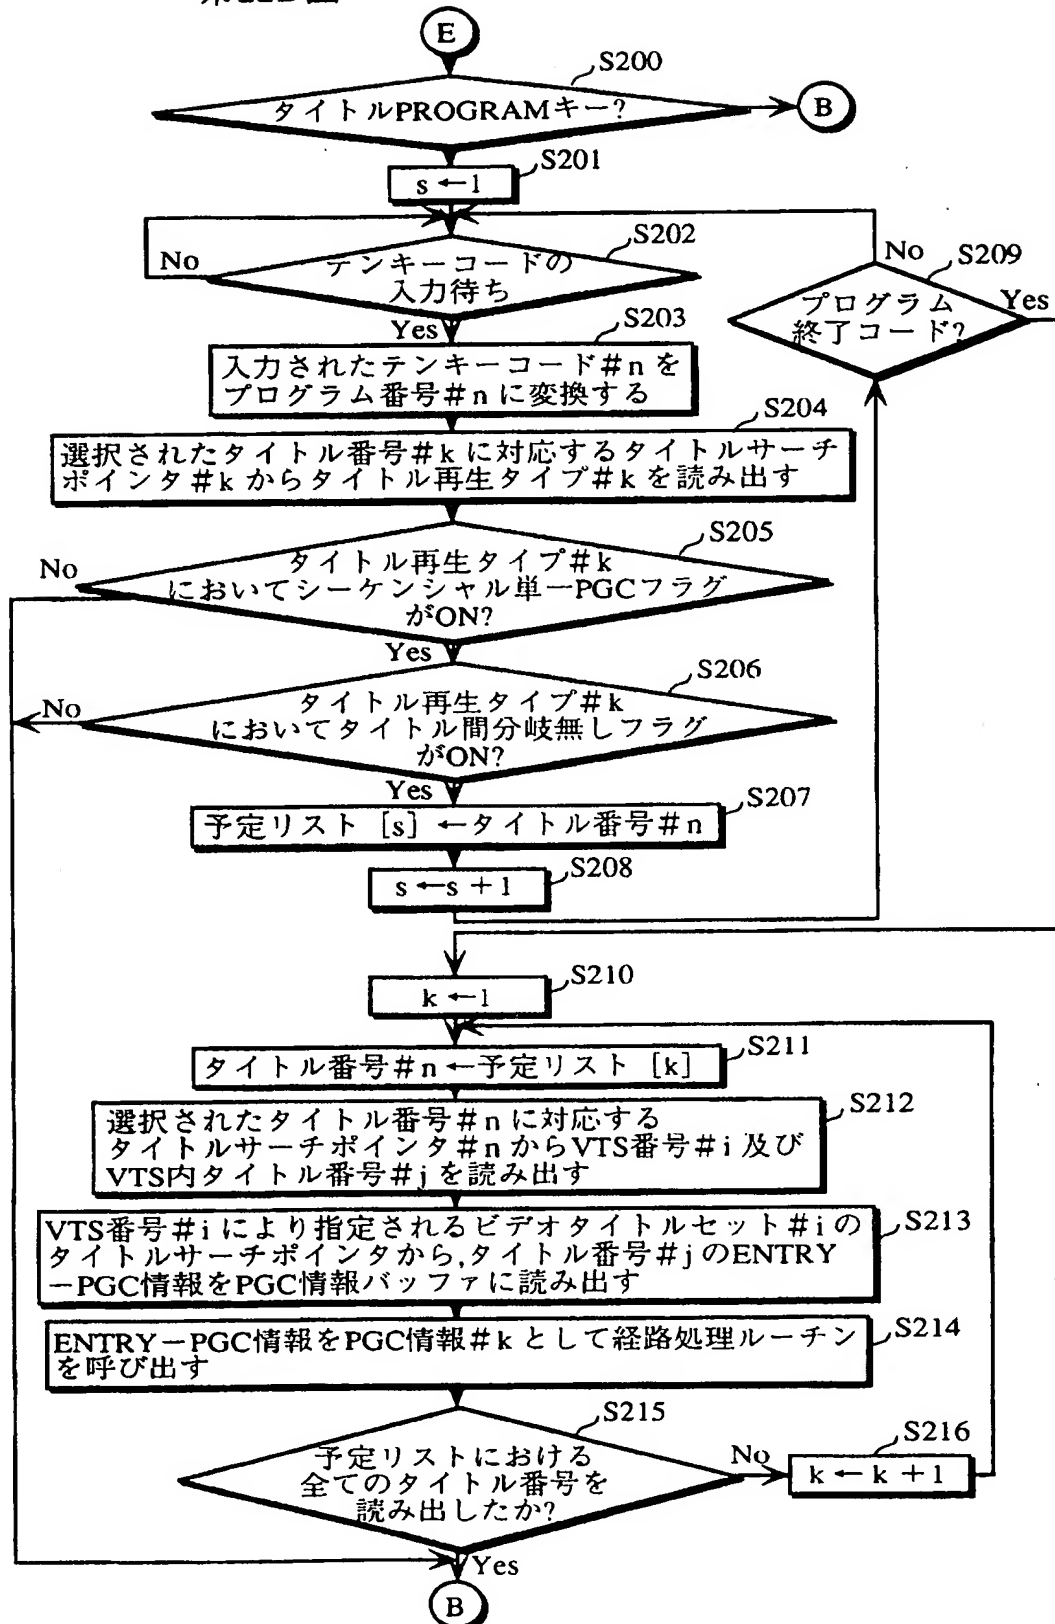 E
S200
タイトルPROGRAMキー?
B
S201
s←1
S202
No
テンキーコードの
入力待ち
No
S209
プログラム
終了コード?
Yes
Yes
S203
入力されたテンキーコード#nを
プログラム番号#nに変換する
S204
選択されたタイトル番号#kに対応するタイトルサーチ
ポインタ#kからタイトル再生タイプ#kを読み出す
S205
No
タイトル再生タイプ#k
においてシーケンシャル単一PGCフラグ
がON?
Yes
S206
No
タイトル再生タイプ#k
においてタイトル間分岐無しフラグ
がON?
Yes
S207
予定リスト [s] ←タイトル番号#n
S208
s←s+1
S210
k←1
S211
タイトル番号#n←予定リスト [k]
S212
選択されたタイトル番号#nに対応する
タイトルサーチポインタ#nからVTS番号#i及び
VTS内タイトル番号#jを読み出す
S213
VTS番号#iにより指定されるビデオタイトルセット#iの
タイトルサーチポインタから,タイトル番号#jのENTRY
－PGC情報をPGC情報バッファに読み出す
S214
ENTRY－PGC情報をPGC情報#kとして経路処理ルーチン
を呼び出す
S215
予定リストにおける
全てのタイトル番号を
読み出したか?
No
S216
k←k+1
Yes
B